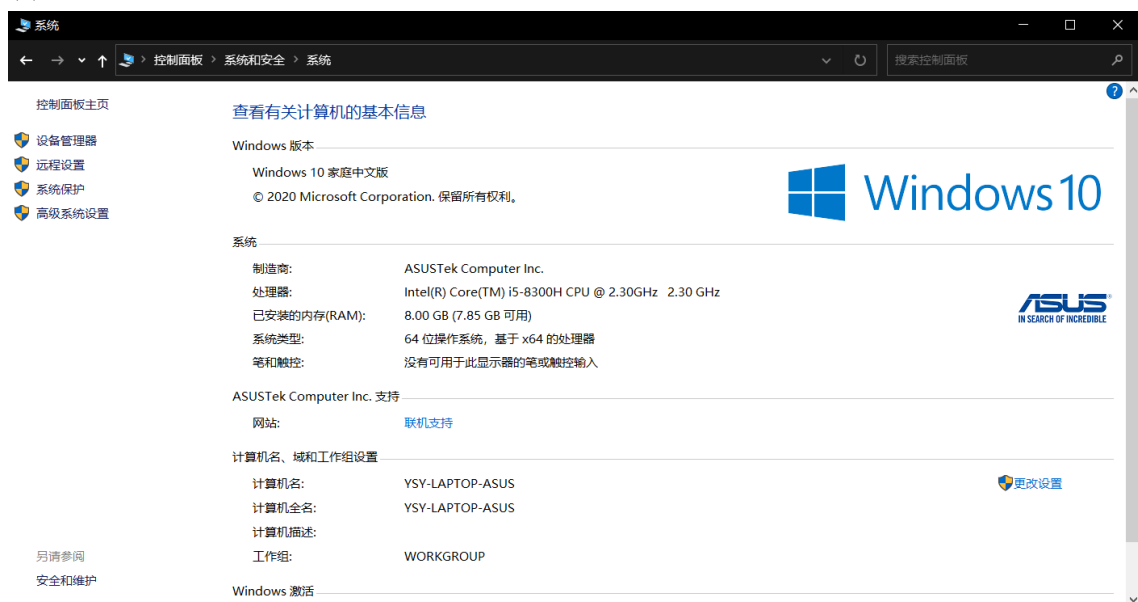 系统
控制面板 › 系统和安全 › 系统
搜索控制面板
控制面板主页
设备管理器
远程设置
系统保护
高级系统设置
另请参阅
安全和维护
查看有关计算机的基本信息
Windows 版本
Windows 10 家庭中文版
© 2020 Microsoft Corporation. 保留所有权利。
Windows 10
系统
制造商: ASUSTek Computer Inc.
处理器: Intel(R) Core(TM) i5-8300H CPU @ 2.30GHz 2.30 GHz
已安装的内存(RAM): 8.00 GB (7.85 GB 可用)
系统类型: 64 位操作系统，基于 x64 的处理器
笔和触控: 没有可用于此显示器的笔或触控输入
ASUS
IN SEARCH OF INCREDIBLE
ASUSTek Computer Inc. 支持
网站: 联机支持
计算机名、域和工作组设置
计算机名: YSY-LAPTOP-ASUS
更改设置
计算机全名: YSY-LAPTOP-ASUS
计算机描述:
工作组: WORKGROUP
Windows 激活